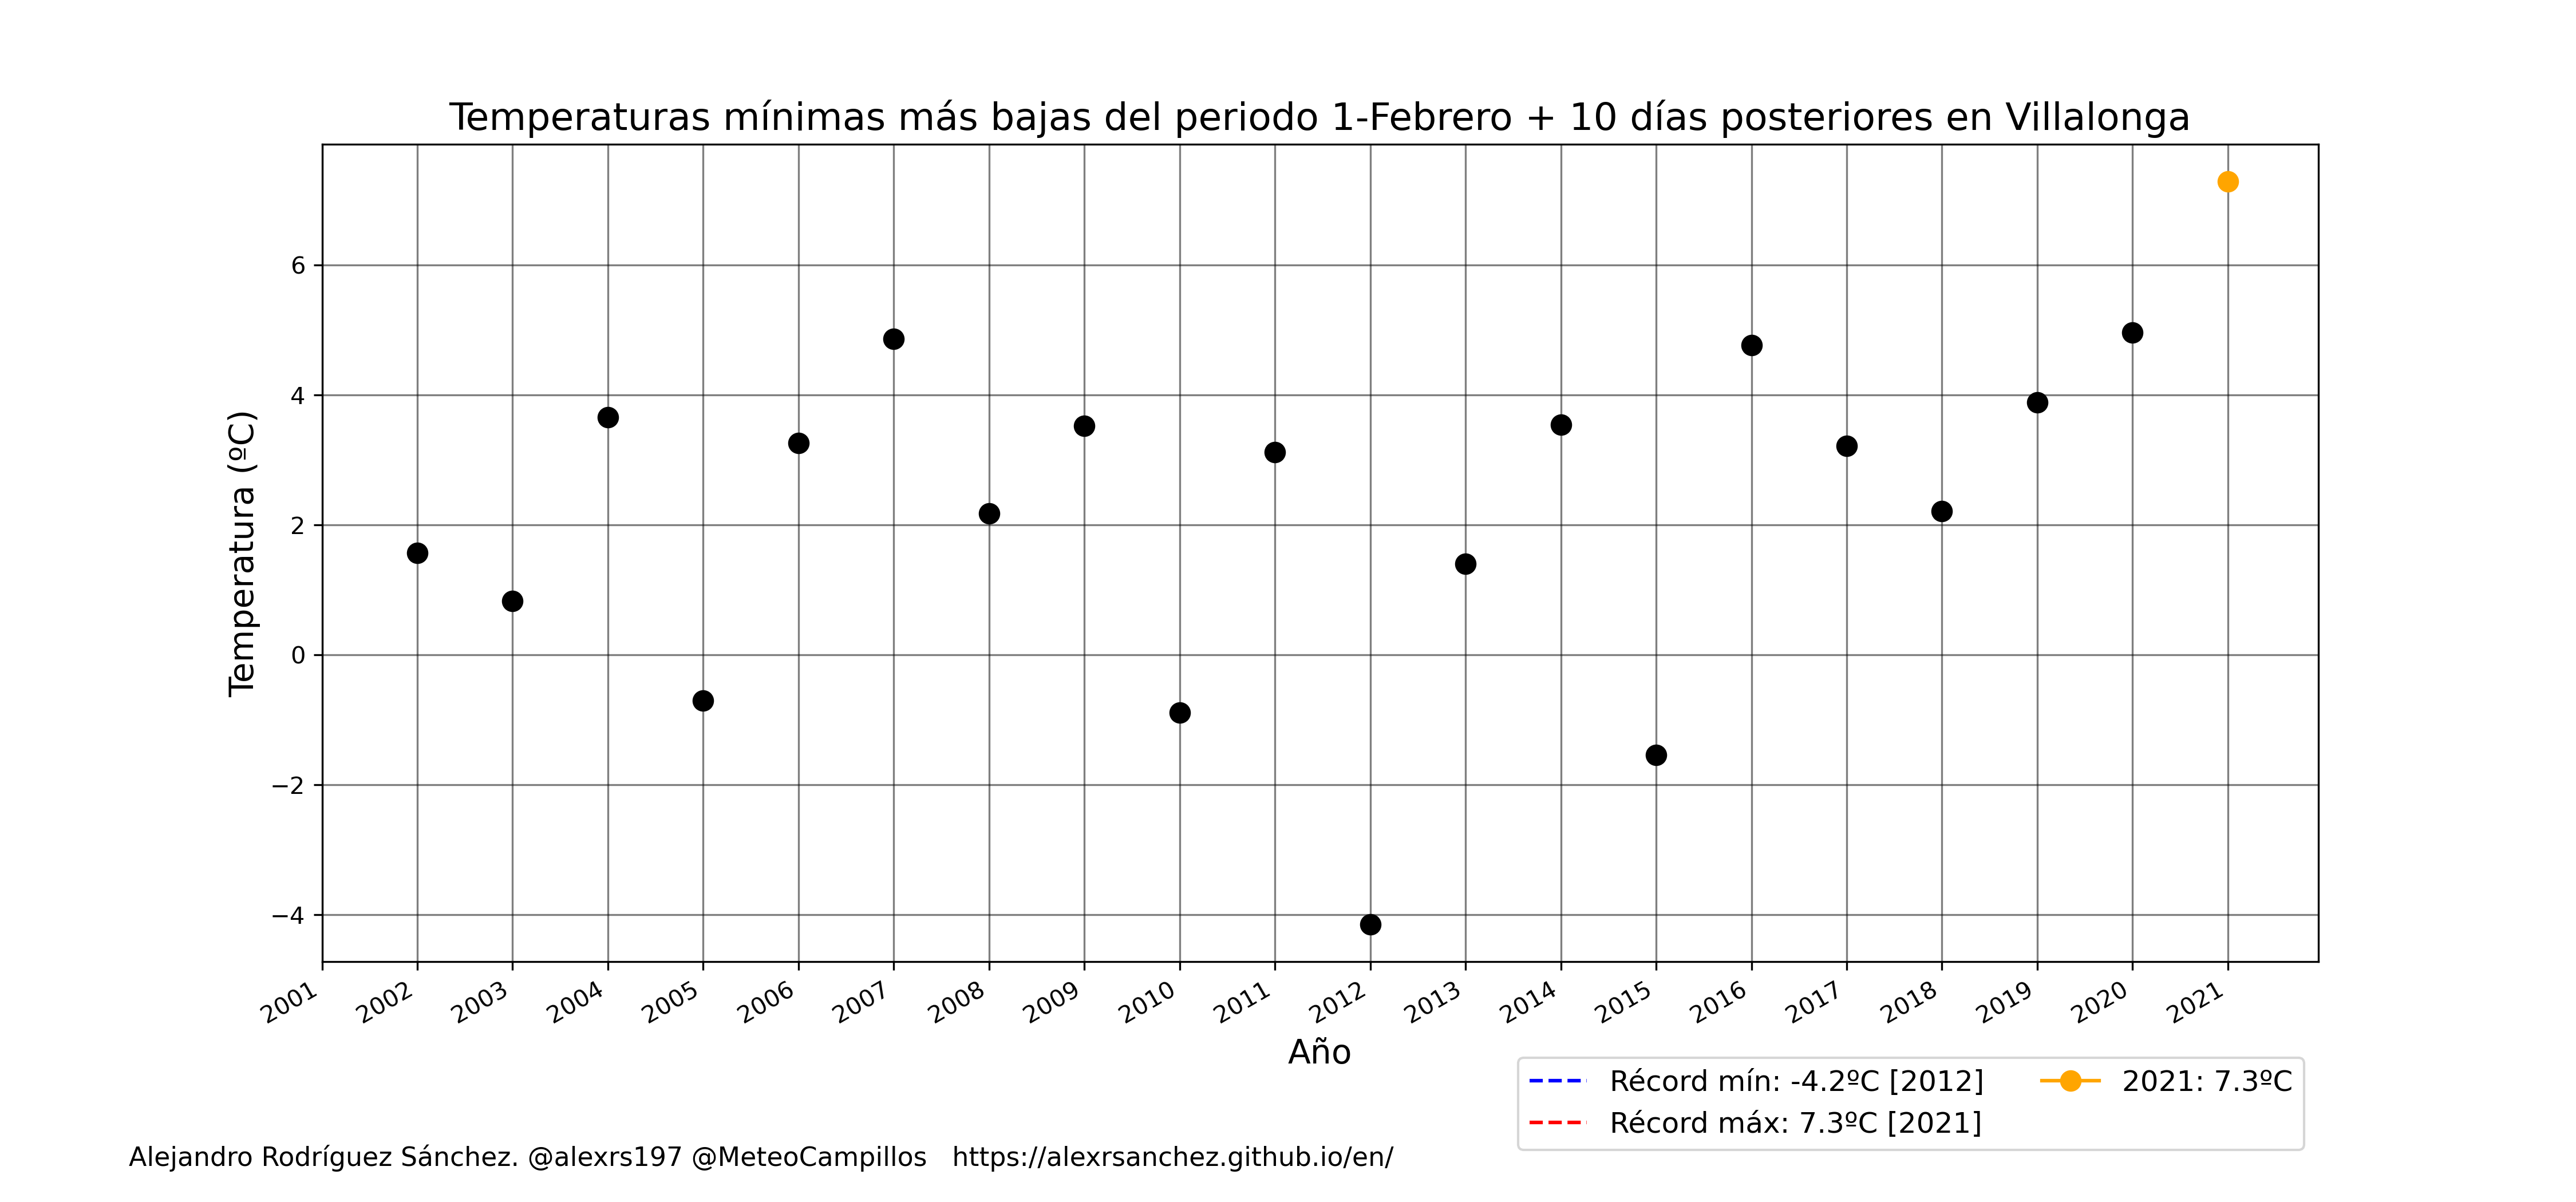 Temperaturas mínimas más bajas del periodo 1-Febrero + 10 días posteriores en Villalonga
Temperatura (ºC)
6
4
2
0
−2
−4
2001 2002 2003 2004 2005 2006 2007 2008 2009 2010 2011 2012 2013 2014 2015 2016 2017 2018 2019 2020 2021
Año
Récord mín: -4.2ºC [2012]
Récord máx: 7.3ºC [2021]
2021: 7.3ºC
Alejandro Rodríguez Sánchez. @alexrs197 @MeteoCampillos https://alexrsanchez.github.io/en/